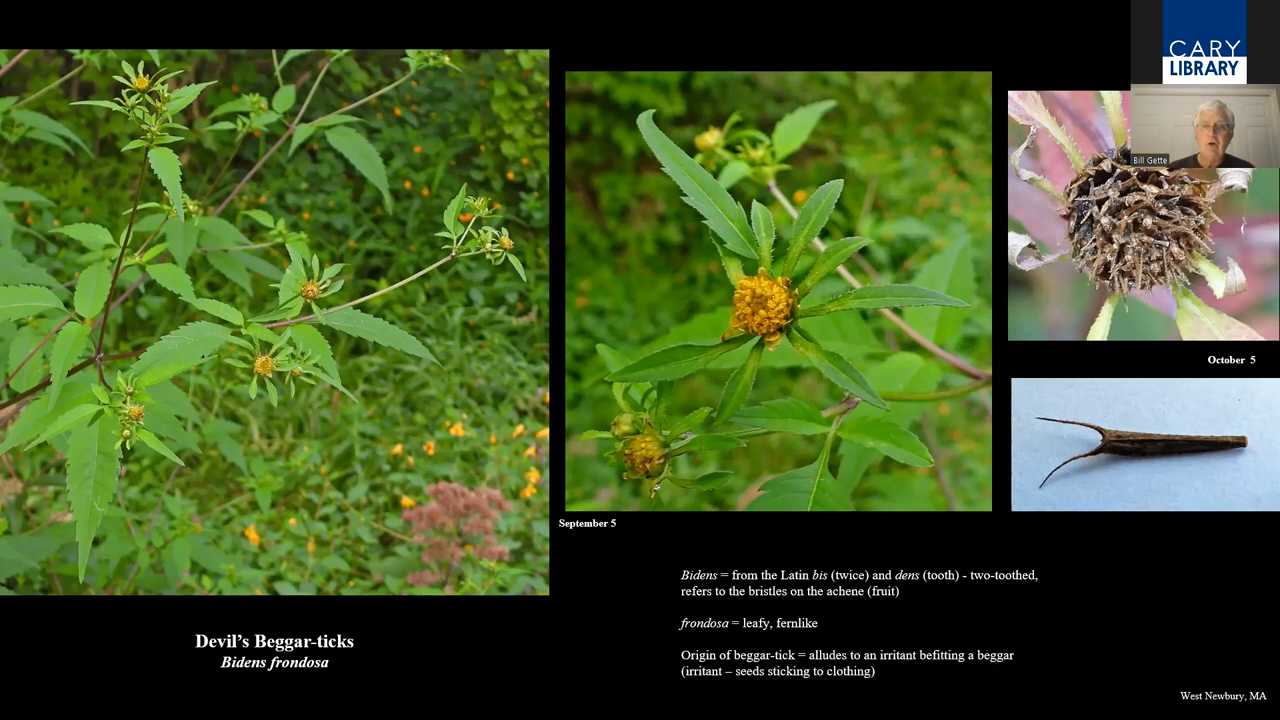 CARY
LIBRARY
Bill Gette
October 5
September 5
Bidens = from the Latin bis (twice) and dens (tooth) - two-toothed,
refers to the bristles on the achene (fruit)
frondosa = leafy, fernlike
Origin of beggar-tick = alludes to an irritant befitting a beggar
(irritant – seeds sticking to clothing)
Devil’s Beggar-ticks
Bidens frondosa
West Newbury, MA